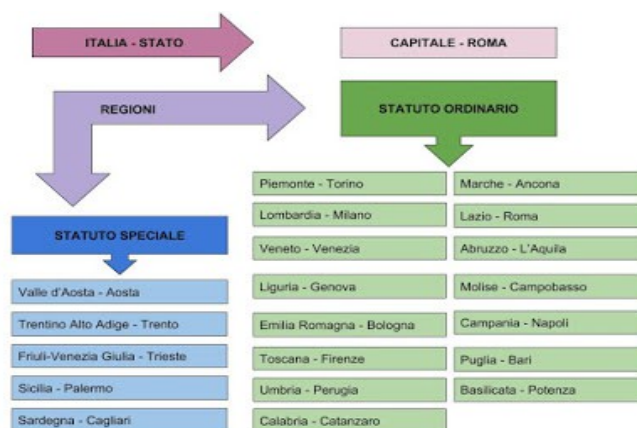 ITALIA - STATO
CAPITALE - ROMA
REGIONI
STATUTO ORDINARIO
STATUTO SPECIALE
Valle d'Aosta - Aosta
Trentino Alto Adige - Trento
Friuli-Venezia Giulia - Trieste
Sicilia - Palermo
Sardegna - Cagliari
Piemonte - Torino
Lombardia - Milano
Veneto - Venezia
Liguria - Genova
Emilia Romagna - Bologna
Toscana - Firenze
Umbria - Perugia
Calabria - Catanzaro
Marche - Ancona
Lazio - Roma
Abruzzo - L'Aquila
Molise - Campobasso
Campania - Napoli
Puglia - Bari
Basilicata - Potenza